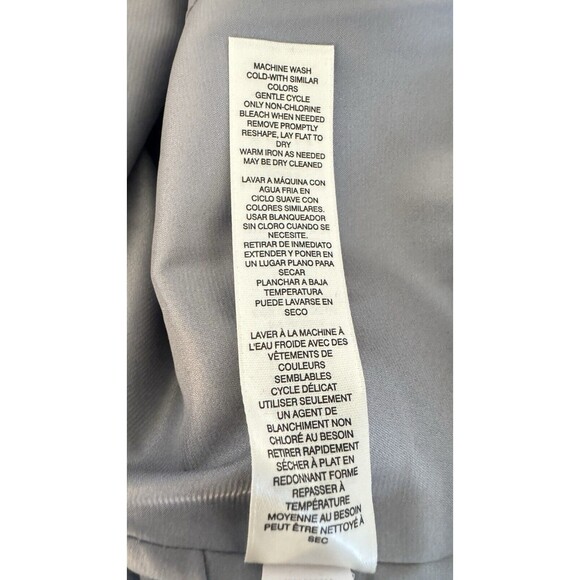 MACHINE WASH
COLD-WITH SIMILAR
COLORS
GENTLE CYCLE
ONLY NON-CHLORINE
BLEACH WHEN NEEDED
REMOVE PROMPTLY
RESHAPE, LAY FLAT TO
DRY
WARM IRON AS NEEDED
MAY BE DRY CLEANED
LAVAR A MÁQUINA CON
AGUA FRIA EN
CICLO SUAVE CON
COLORES SIMILARES.
USAR BLANQUEADOR
SIN CLORO CUANDO SE
NECESITE.
RETIRAR DE INMEDIATO
EXTENDER Y PONER EN
UN LUGAR PLANO PARA
SECAR
PLANCHAR A BAJA
TEMPERATURA
PUEDE LAVARSE EN
SECO
LAVER À LA MACHINE À
L'EAU FROIDE AVEC DES
VÊTEMENTS DE
COULEURS
SEMBLABLES
CYCLE DÉLICAT
UTILISER SEULEMENT
UN AGENT DE
BLANCHIMENT NON
CHLORÉ AU BESOIN
RETIRER RAPIDEMENT
SÉCHER À PLAT EN
REDONNANT FORME
REPASSER À
TEMPÉRATURE
MOYENNE AU BESOIN
PEUT ÊTRE NETTOYÉ À
SEC